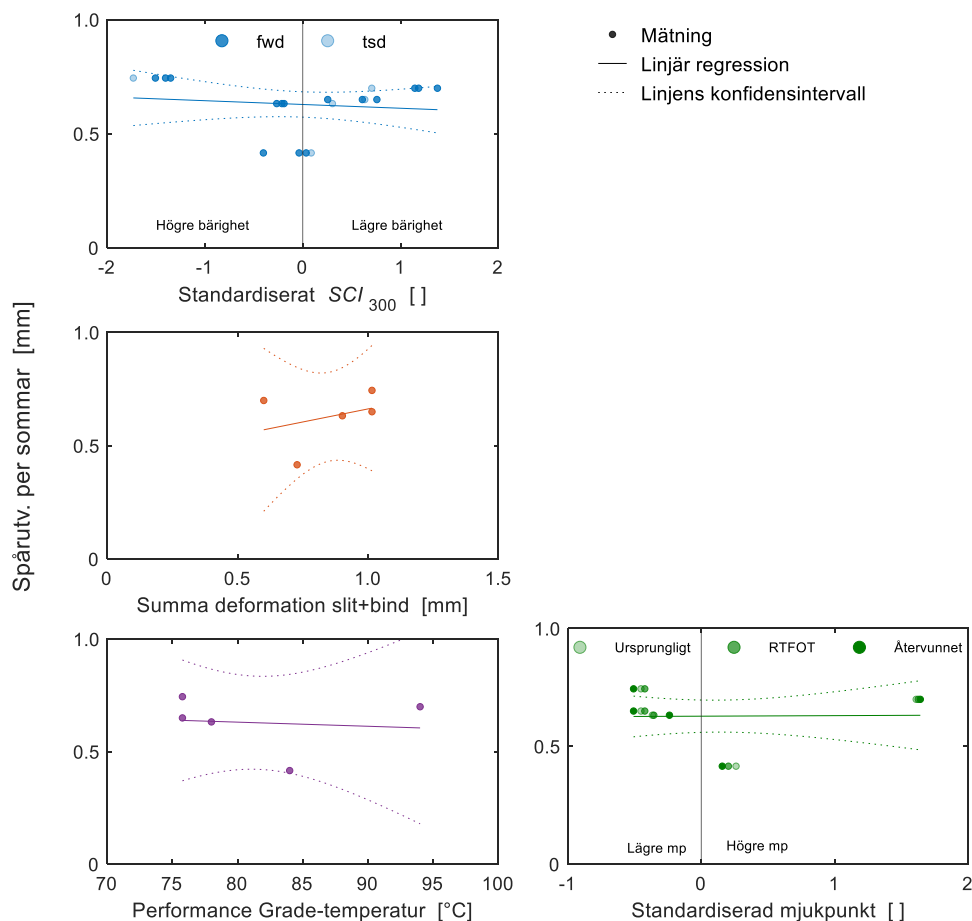 1.0
0.5
0
fwd
tsd
Högre bärighet
Lägre bärighet
-2
-1
0
1
2
Standardiserat SCI 300 [ ]
Mätning
Linjär regression
Linjens konfidensintervall
Spårutv. per sommar [mm]
1.0
0.5
0
0
0.5
1.0
1.5
Summa deformation slit+bind [mm]
1.0
0.5
0
70
75
80
85
90
95
100
Performance Grade-temperatur [°C]
1.0
0.5
0
Ursprungligt
RTFOT
Återvunnet
Lägre mp
Högre mp
-1
0
1
2
Standardiserad mjukpunkt [ ]